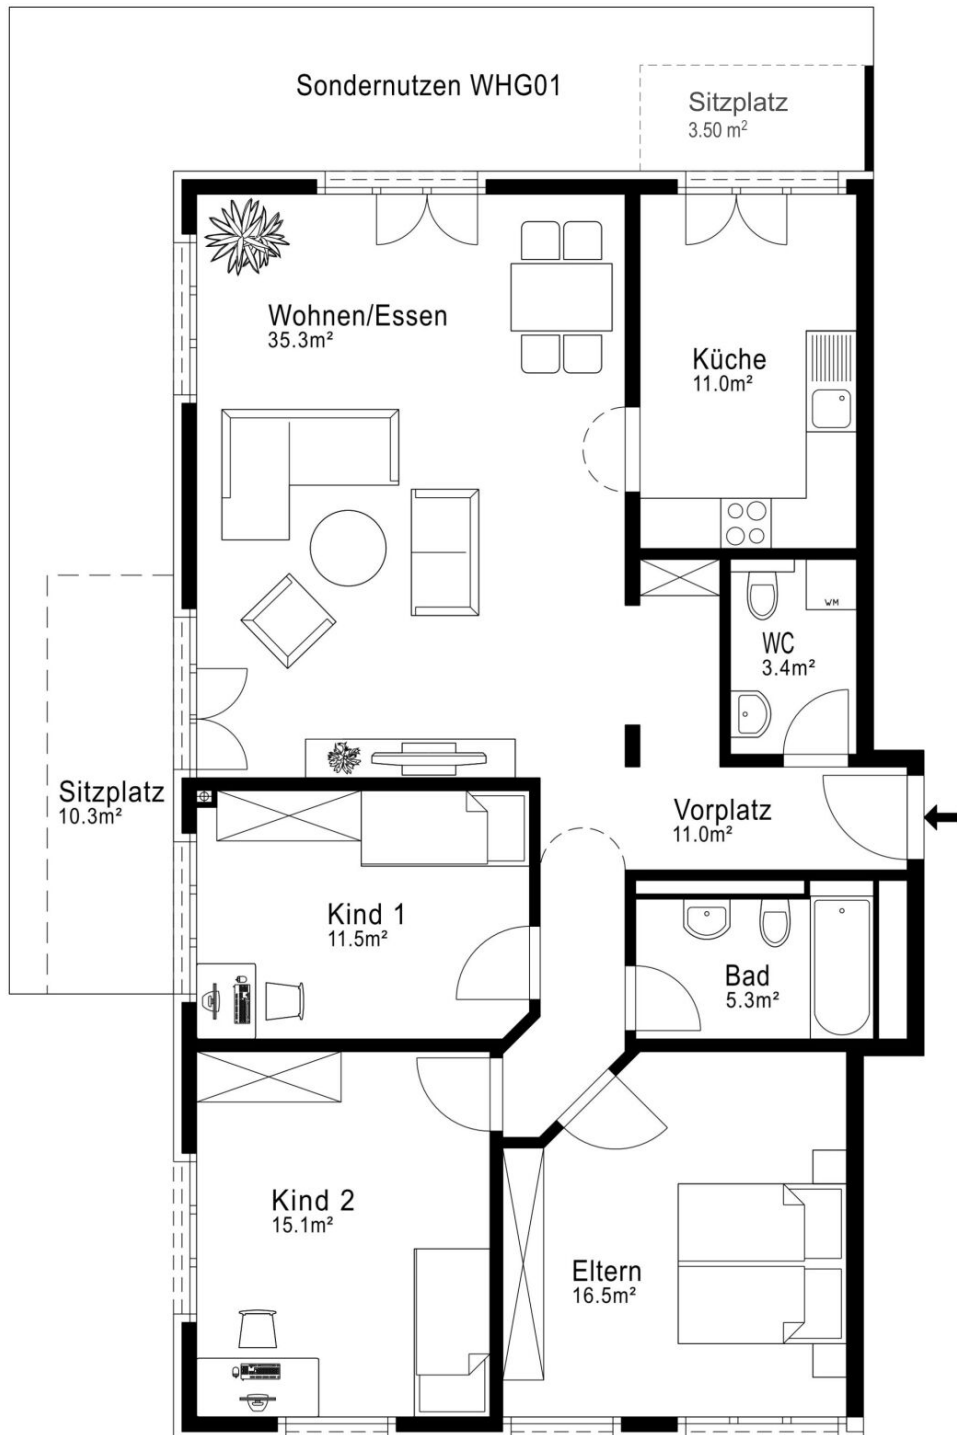 Sondernutzen WHG01
Sitzplatz
3.50 m²
Wohnen/Essen
35.3m²
Küche
11.0m²
WM
WC
3.4m²
Sitzplatz
10.3m²
Vorplatz
11.0m²
Kind 1
11.5m²
Bad
5.3m²
Kind 2
15.1m²
Eltern
16.5m²